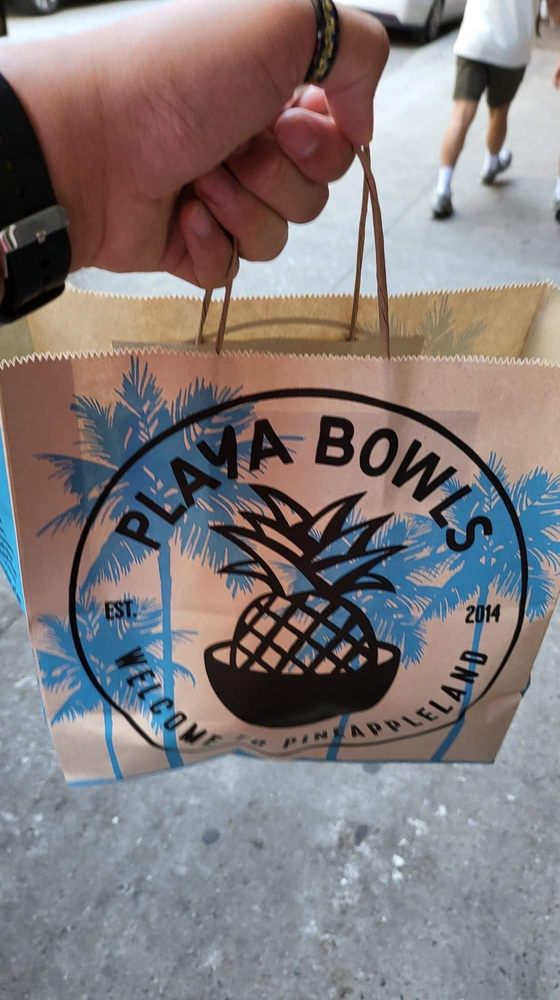 PLAYA BOWLS
EST. 2014
WELCOME TO PINEAPPLELAND